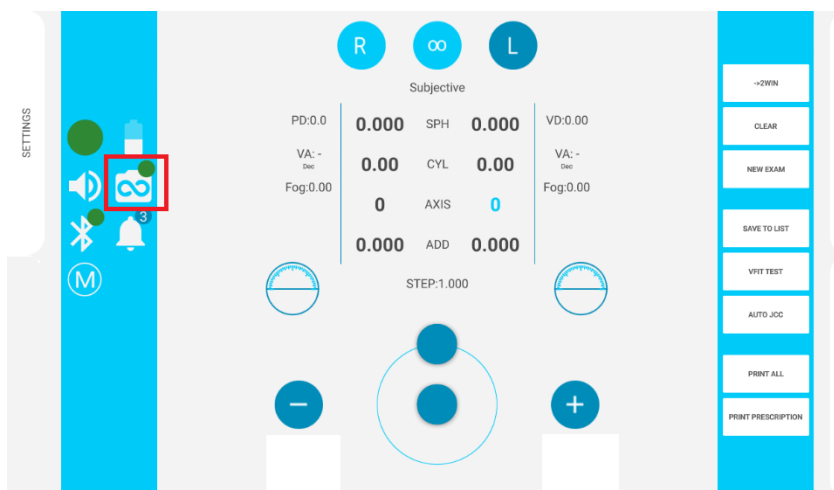 SETTINGS
3
M
R ∞ L
Subjective
PD:0.0 0.000 SPH 0.000 VD:0.00
VA: - 0.00 CYL 0.00 VA: -
Dec Dec
Fog:0.00 Fog:0.00
0 AXIS 0
0.000 ADD 0.000
STEP:1.000
− +
->2WIN
CLEAR
NEW EXAM
SAVE TO LIST
VFIT TEST
AUTO JCC
PRINT ALL
PRINT PRESCRIPTION